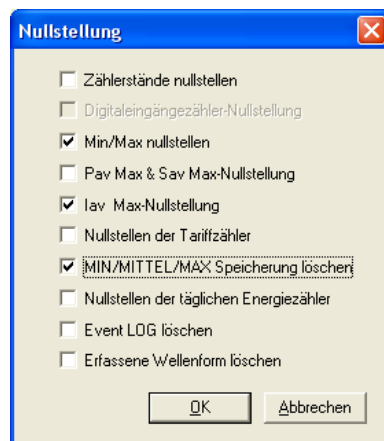 Nullstellung
Zählerstände nullstellen
Digitaleingängezähler-Nullstellung
Min/Max nullstellen
Pav Max & Sav Max-Nullstellung
Iav Max-Nullstellung
Nullstellen der Tariffzähler
MIN/MITTEL/MAX Speicherung löschen
Nullstellen der täglichen Energiezähler
Event LOG löschen
Erfassene Wellenform löschen
OK Abbrechen